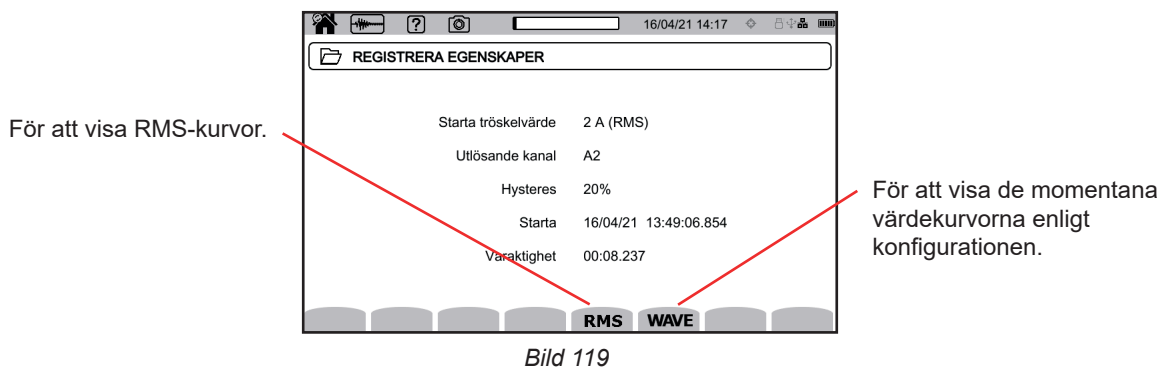 16/04/21 14:17
REGISTRERA EGENSKAPER
För att visa RMS-kurvor.
Starta tröskelvärde 2 A (RMS)
Utlösande kanal A2
Hysteres 20%
Starta 16/04/21 13:49:06.854
Varaktighet 00:08.237
För att visa de momentana
värdekurvorna enligt
konfigurationen.
RMS WAVE
Bild 119